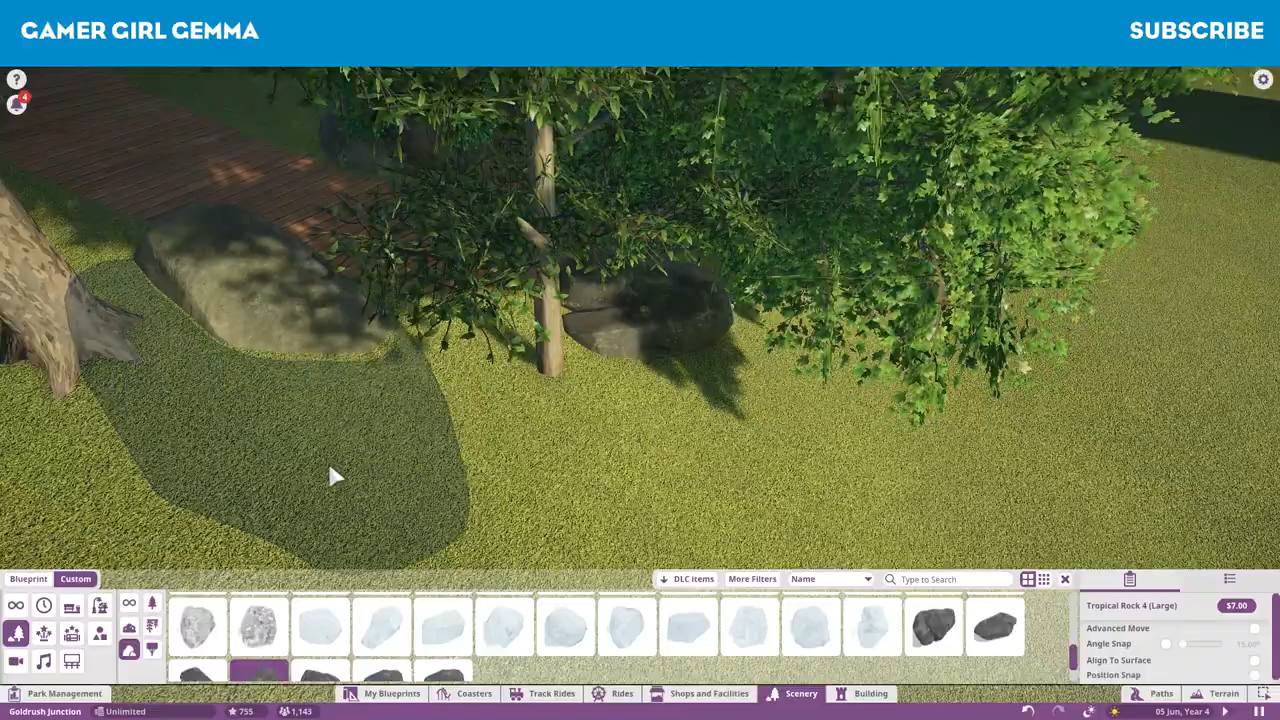 GAMER GIRL GEMMA
SUBSCRIBE
?
4
Blueprint
Custom
DLC items
More Filters
Name
Type to Search
Tropical Rock 4 (Large)
$7.00
Advanced Move
Angle Snap
15.00°
Align To Surface
Position Snap
Park Management
My Blueprints
Coasters
Track Rides
Rides
Shops and Facilities
Scenery
Building
Paths
Terrain
Goldrush Junction
Unlimited
755
1,143
05 Jun, Year 4